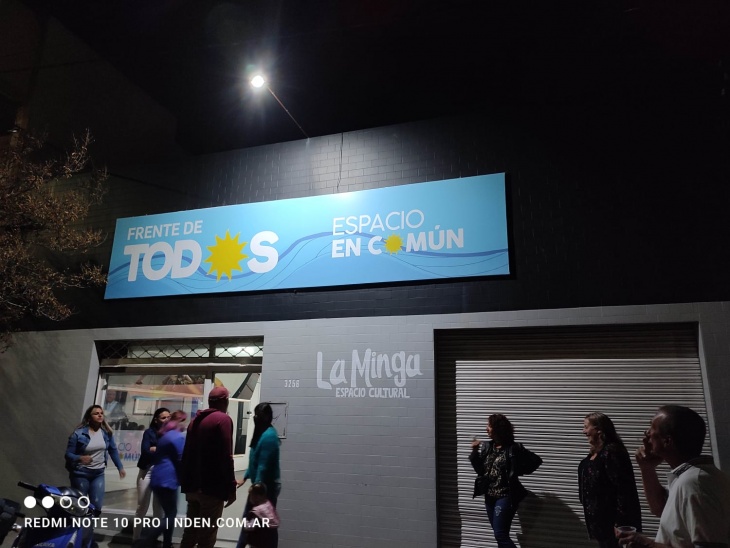 FRENTE DE
TODOS
ESPACIO
EN COMÚN
La Minga
ESPACIO CULTURAL
3250
REDMI NOTE 10 PRO | NDEN.COM.AR